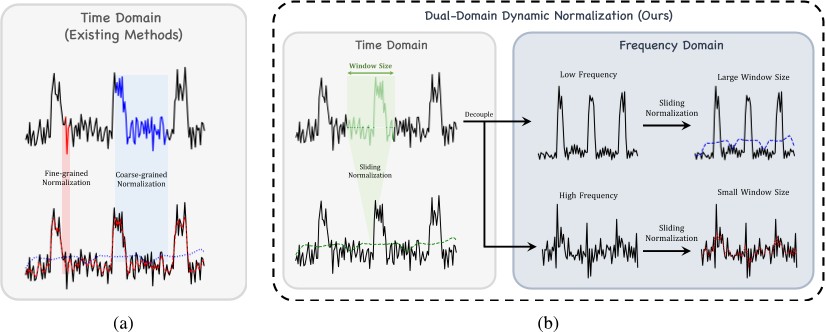 Time Domain
(Existing Methods)
Fine-grained
Normalization
Coarse-grained
Normalization
(a)
Dual-Domain Dynamic Normalization (Ours)
Time Domain
Window Size
Sliding
Normalization
Decouple
Frequency Domain
Low Frequency
Sliding
Normalization
Large Window Size
High Frequency
Sliding
Normalization
Small Window Size
(b)